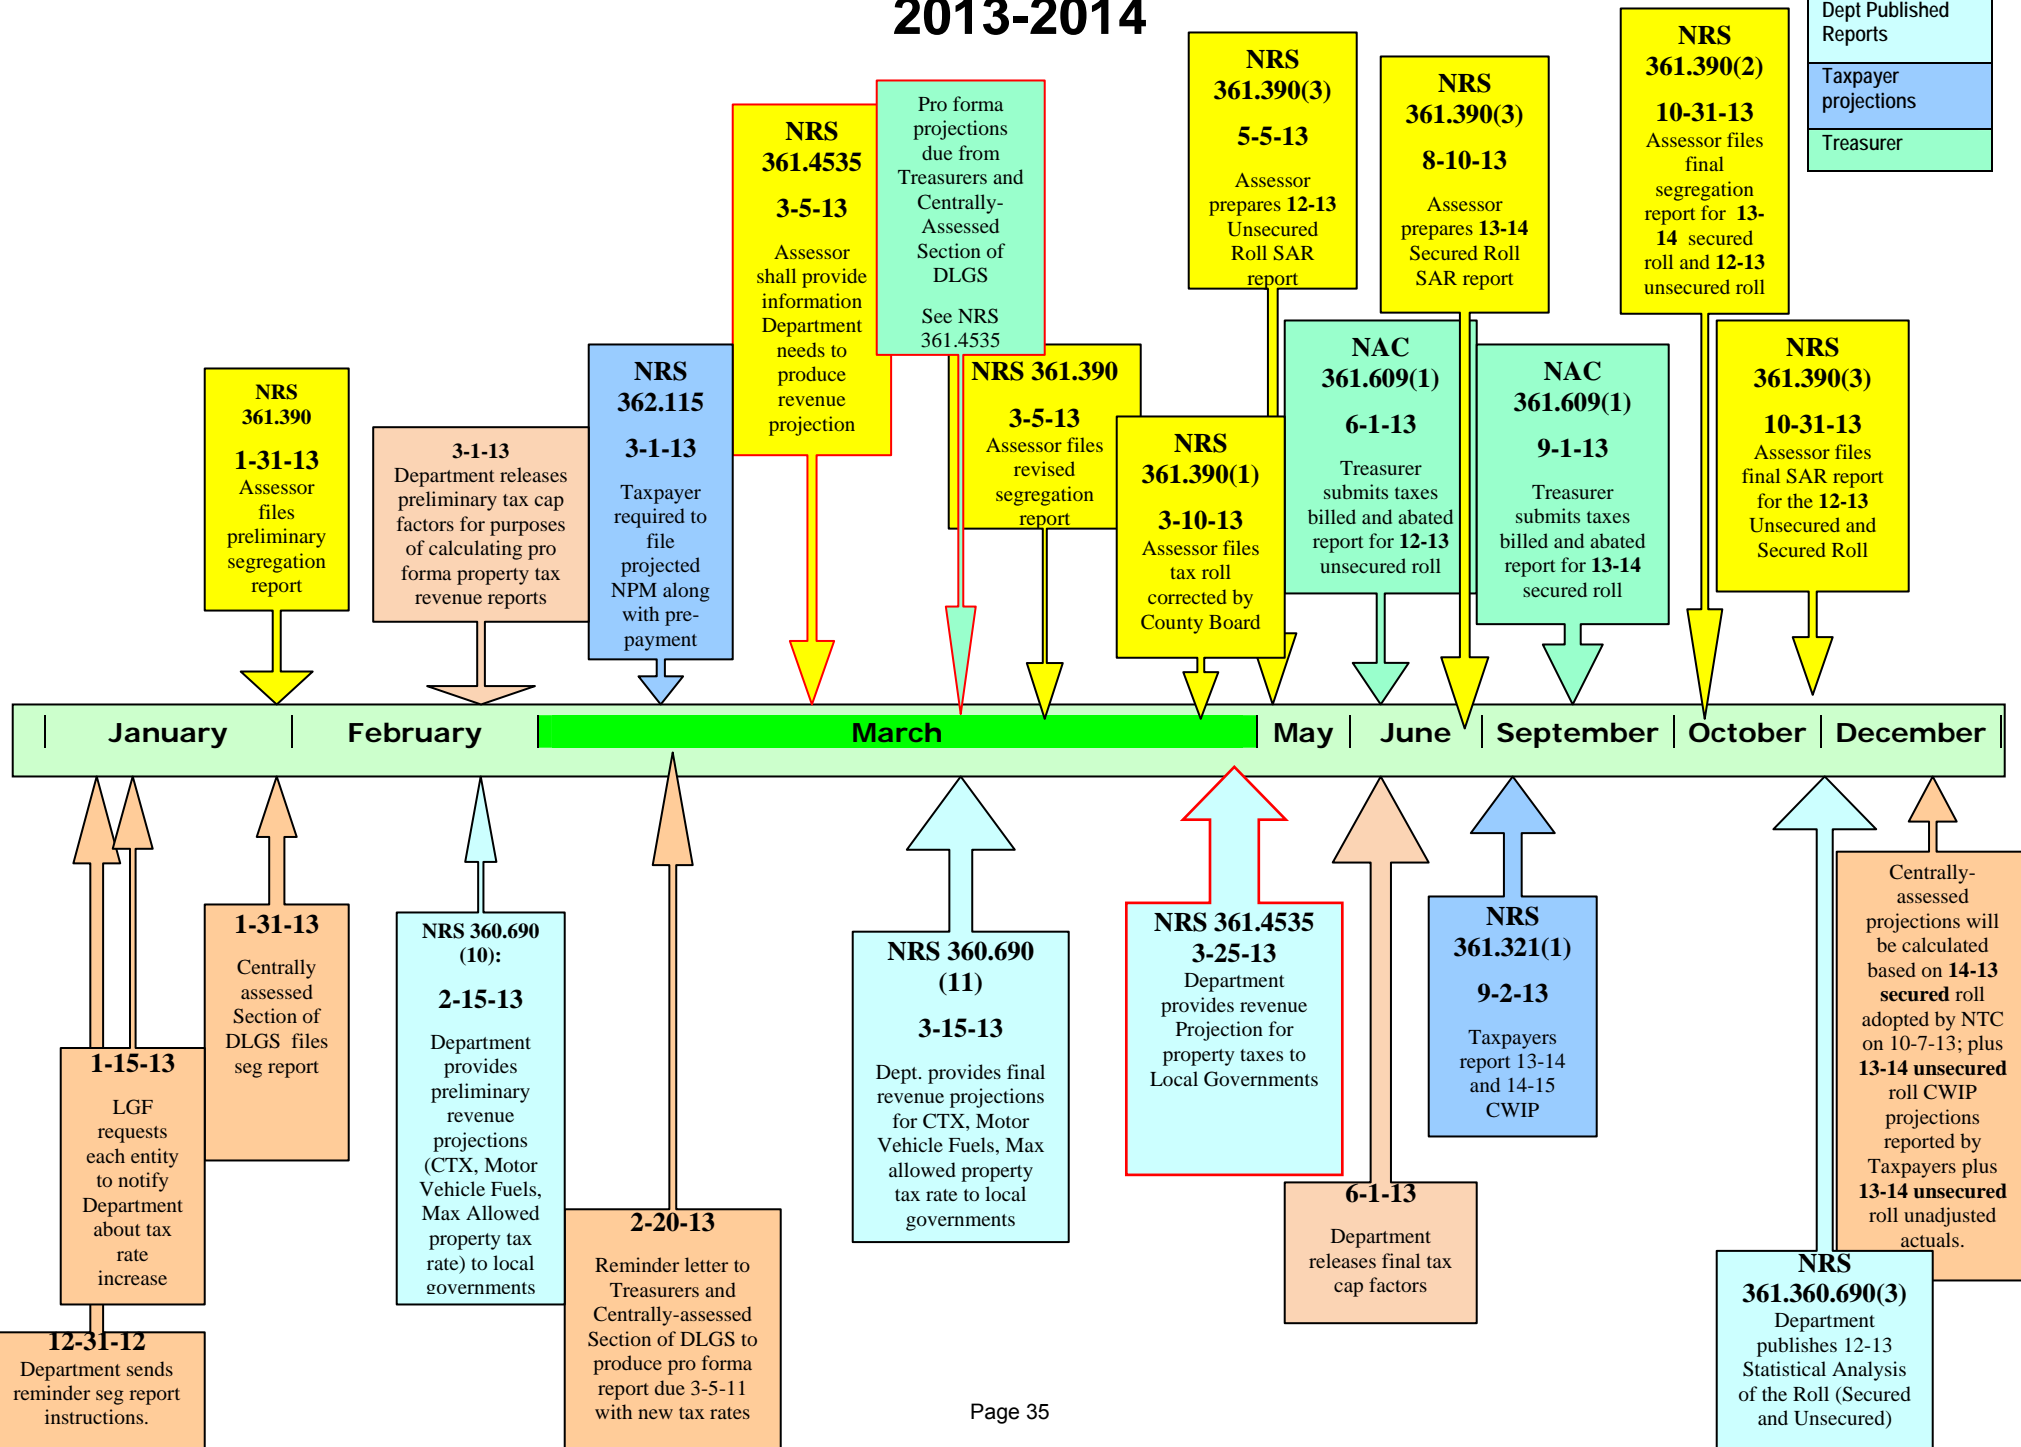 2013-2014
Dept Published
Reports
Taxpayer
projections
Treasurer
NRS
361.390
1-31-13
Assessor
files
preliminary
segregation
report
3-1-13
Department releases
preliminary tax cap
factors for purposes
of calculating pro
forma property tax
revenue reports
NRS
362.115
3-1-13
Taxpayer
required to
file
projected
NPM along
with pre-
payment
NRS
361.4535
3-5-13
Assessor
shall provide
information
Department
needs to
produce
revenue
projection
Pro forma
projections
due from
Treasurers and
Centrally-
Assessed
Section of
DLGS
See NRS
361.4535
NRS 361.390
3-5-13
Assessor files
revised
segregation
report
NRS
361.390(1)
3-10-13
Assessor files
tax roll
corrected by
County Board
NRS
361.390(3)
5-5-13
Assessor
prepares 12-13
Unsecured
Roll SAR
report
NAC
361.609(1)
6-1-13
Treasurer
submits taxes
billed and abated
report for 12-13
unsecured roll
NRS
361.390(3)
8-10-13
Assessor
prepares 13-14
Secured Roll
SAR report
NAC
361.609(1)
9-1-13
Treasurer
submits taxes
billed and abated
report for 13-14
secured roll
NRS
361.390(2)
10-31-13
Assessor files
final
segregation
report for 13-
14 secured
roll and 12-13
unsecured roll
NRS
361.390(3)
10-31-13
Assessor files
final SAR report
for the 12-13
Unsecured and
Secured Roll
January
February
March
May
June
September
October
December
12-31-12
Department sends
reminder seg report
instructions.
1-15-13
LGF
requests
each entity
to notify
Department
about tax
rate
increase
1-31-13
Centrally
assessed
Section of
DLGS files
seg report
NRS 360.690
(10):
2-15-13
Department
provides
preliminary
revenue
projections
(CTX, Motor
Vehicle Fuels,
Max Allowed
property tax
rate) to local
governments
2-20-13
Reminder letter to
Treasurers and
Centrally-assessed
Section of DLGS to
produce pro forma
report due 3-5-11
with new tax rates
NRS 360.690
(11)
3-15-13
Dept. provides final
revenue projections
for CTX, Motor
Vehicle Fuels, Max
allowed property
tax rate to local
governments
NRS 361.4535
3-25-13
Department
provides revenue
Projection for
property taxes to
Local Governments
6-1-13
Department
releases final tax
cap factors
NRS
361.321(1)
9-2-13
Taxpayers
report 13-14
and 14-15
CWIP
Centrally-
assessed
projections will
be calculated
based on 14-13
secured roll
adopted by NTC
on 10-7-13; plus
13-14 unsecured
roll CWIP
projections
reported by
Taxpayers plus
13-14 unsecured
roll unadjusted
actuals.
NRS
361.360.690(3)
Department
publishes 12-13
Statistical Analysis
of the Roll (Secured
and Unsecured)
Page 35